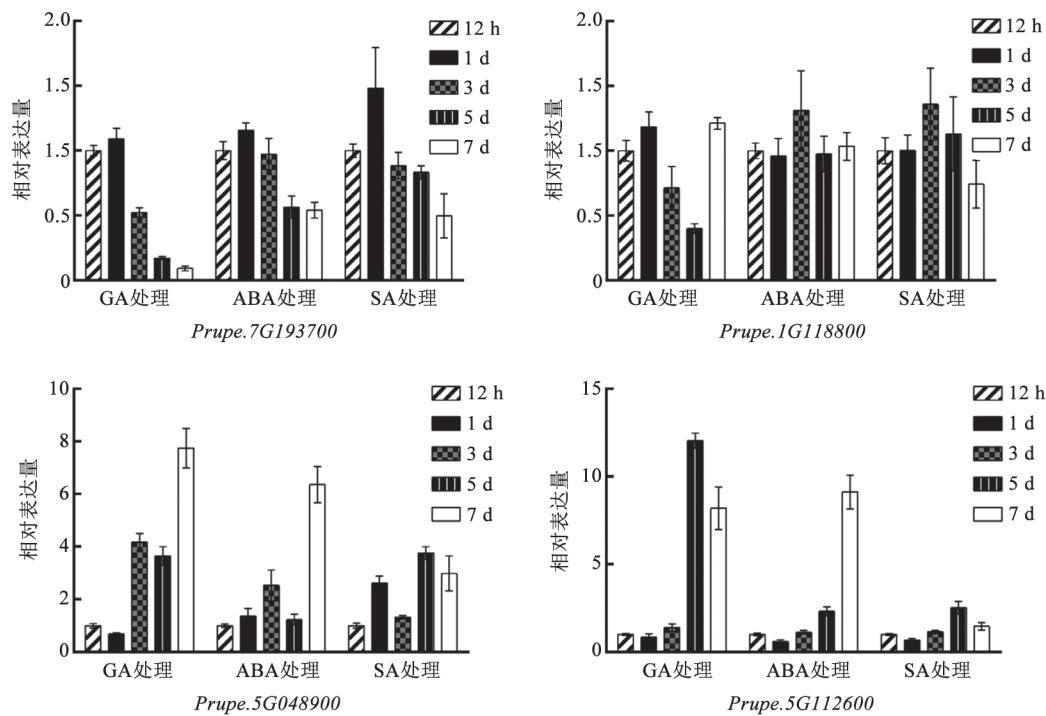 2.0
1.5
1.5
0.5
0
相对表达量
12 h
1 d
3 d
5 d
7 d
GA处理
ABA处理
SA处理
Prupe.7G193700
2.0
1.5
1.5
0.5
0
相对表达量
12 h
1 d
3 d
5 d
7 d
GA处理
ABA处理
SA处理
Prupe.1G118800
10
8
6
4
2
0
相对表达量
12 h
1 d
3 d
5 d
7 d
GA处理
ABA处理
SA处理
Prupe.5G048900
15
10
5
0
相对表达量
12 h
1 d
3 d
5 d
7 d
GA处理
ABA处理
SA处理
Prupe.5G112600